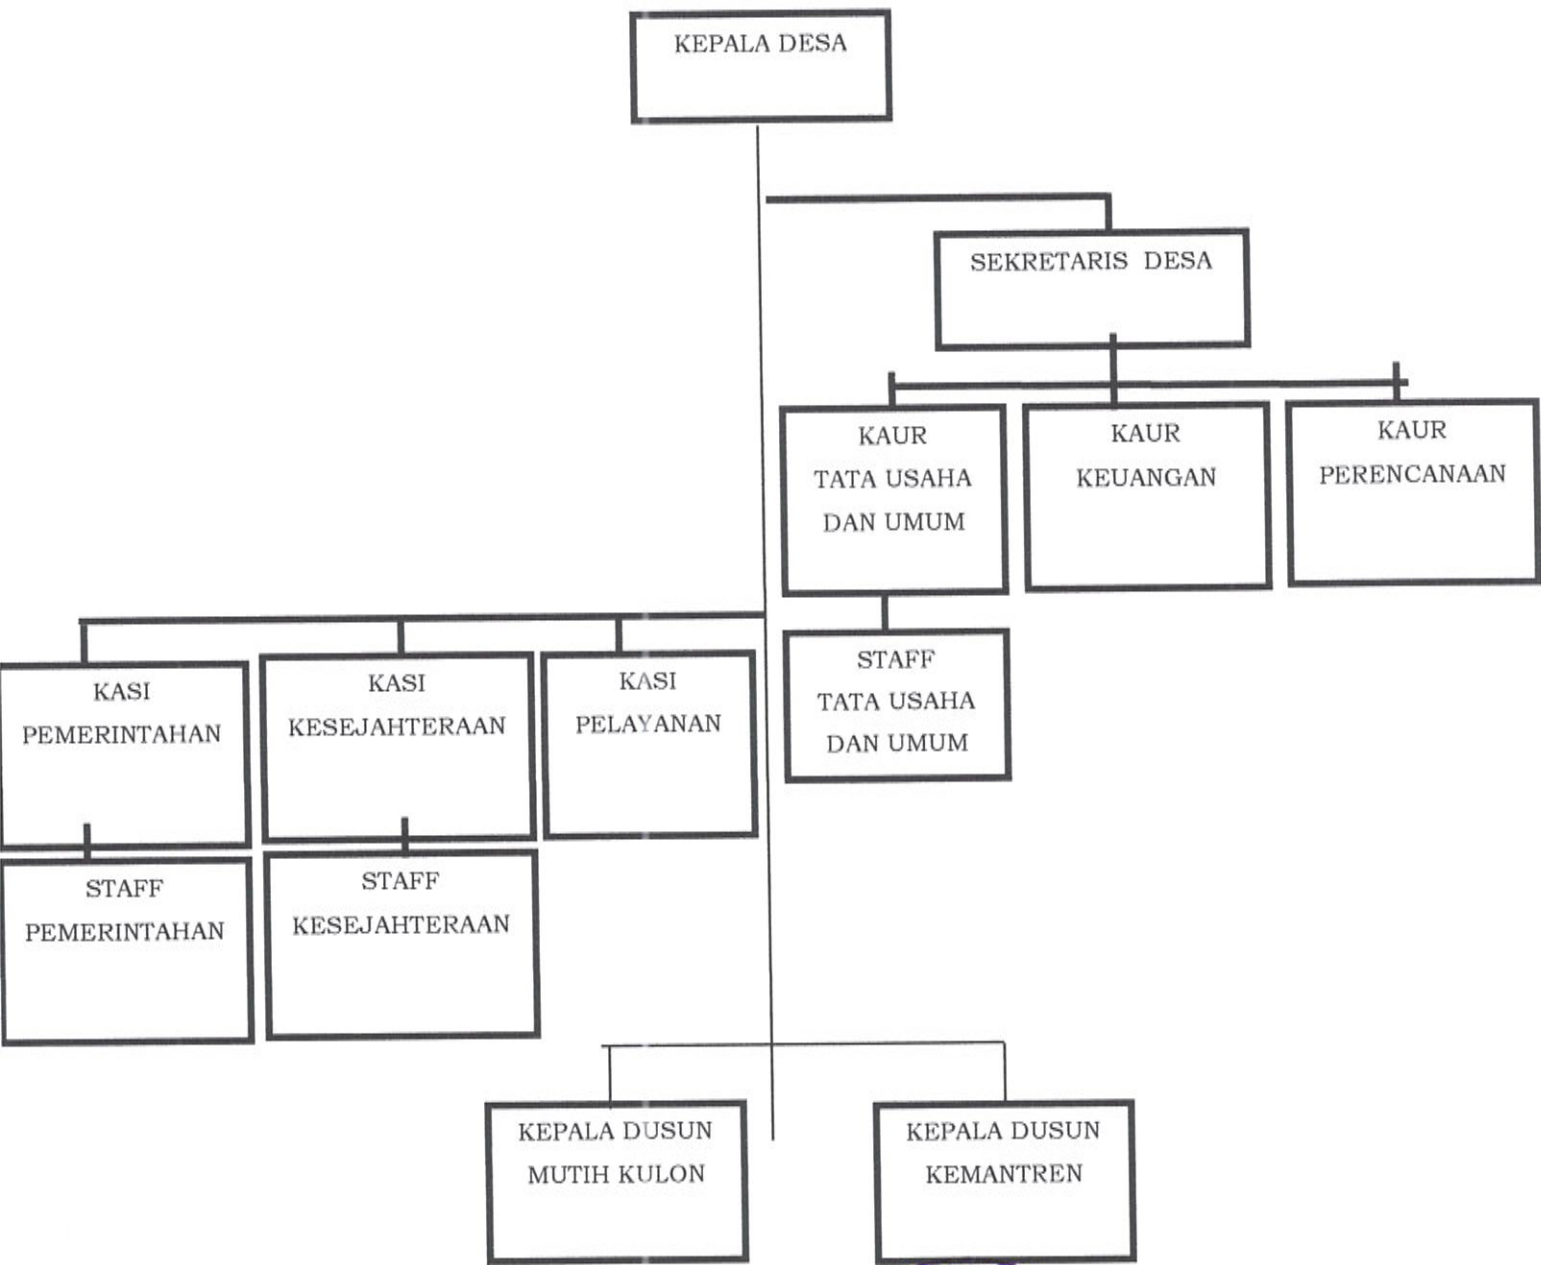 KEPALA DESA
SEKRETARIS DESA
KAUR
TATA USAHA
DAN UMUM
KAUR
KEUANGAN
KAUR
PERENCANAAN
STAFF
TATA USAHA
DAN UMUM
KASI
PEMERINTAHAN
KASI
KESEJAHTERAAN
KASI
PELAYANAN
STAFF
PEMERINTAHAN
STAFF
KESEJAHTERAAN
KEPALA DUSUN
MUTIH KULON
KEPALA DUSUN
KEMANTREN